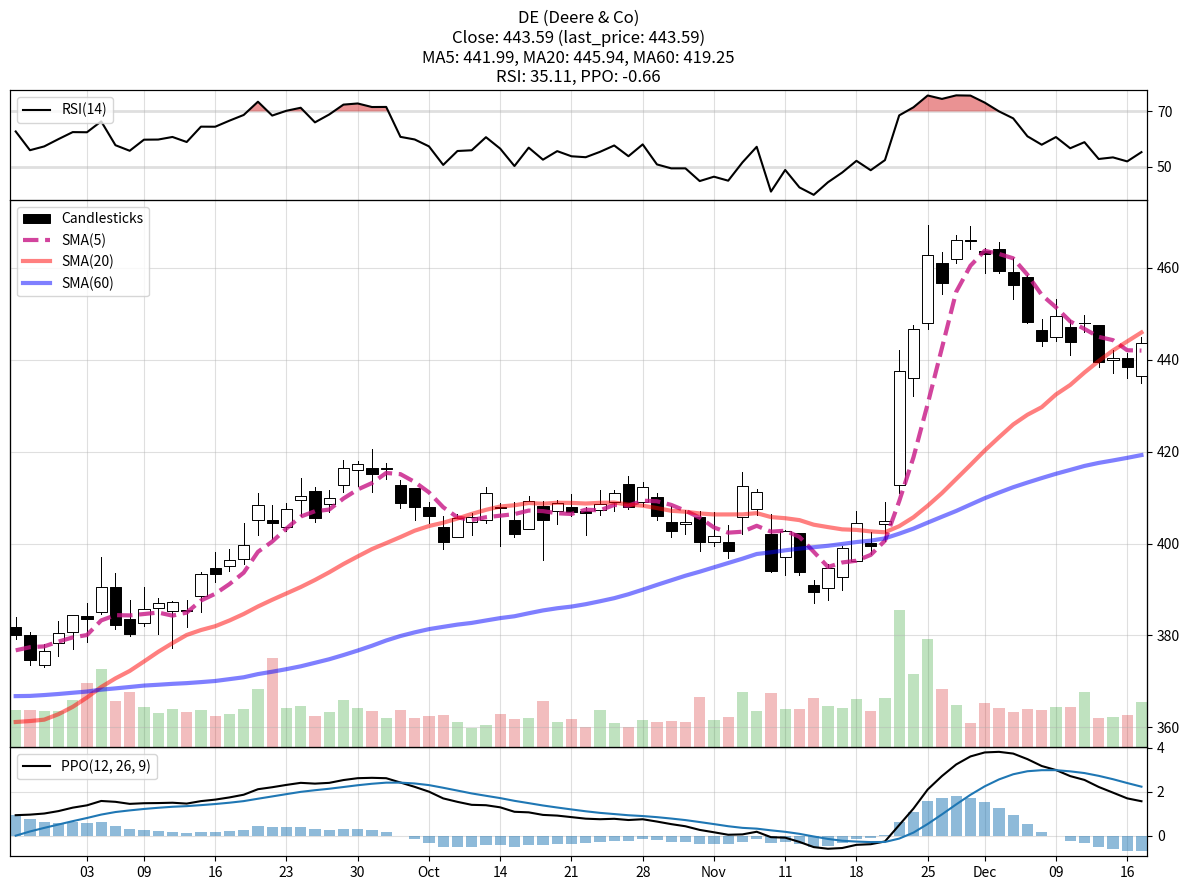 DE (Deere & Co)
Close: 443.59 (last_price: 443.59)
MA5: 441.99, MA20: 445.94, MA60: 419.25
RSI: 35.11, PPO: -0.66
RSI(14)
70
50
Candlesticks
SMA(5)
SMA(20)
SMA(60)
460
440
420
400
380
360
PPO(12, 26, 9)
4
2
0
03 09 16 23 30 Oct 14 21 28 Nov 11 18 25 Dec 09 16